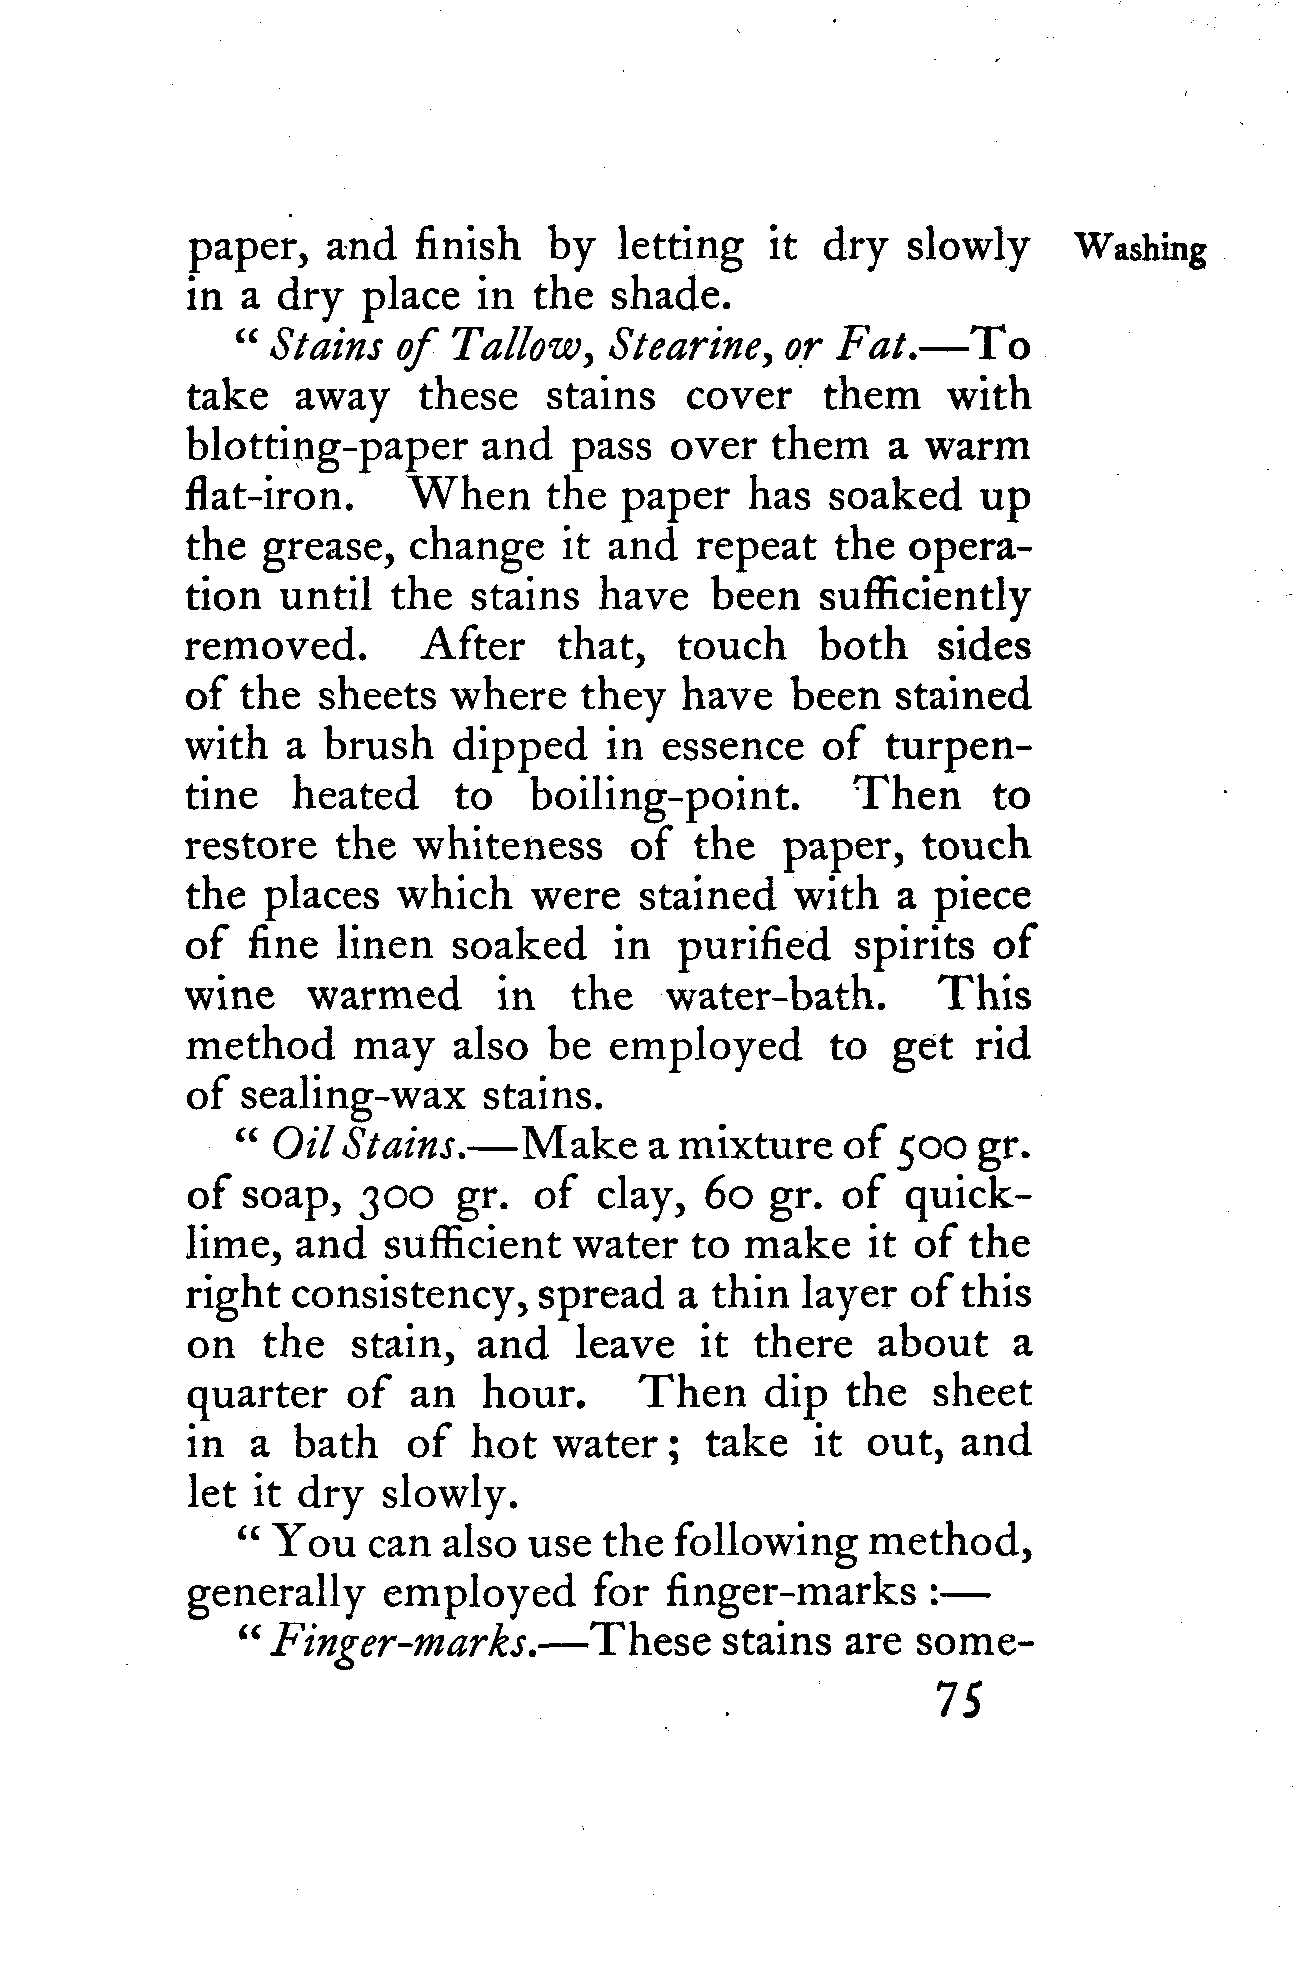 paper, and finish by letting it dry slowly Washing
in a dry place in the shade.
“ Stains of Tallow, Stearine, or Fat.—To
take away these stains cover them with
blotting-paper and pass over them a warm
flat-iron. When the paper has soaked up
the grease, change it and repeat the opera-
tion until the stains have been sufficiently
removed. After that, touch both sides
of the sheets where they have been stained
with a brush dipped in essence of turpen-
tine heated to boiling-point. Then to
restore the whiteness of the paper, touch
the places which were stained with a piece
of fine linen soaked in purified spirits of
wine warmed in the water-bath. This
method may also be employed to get rid
of sealing-wax stains.
“ Oil Stains.—Make a mixture of 500 gr.
of soap, 300 gr. of clay, 60 gr. of quick-
lime, and sufficient water to make it of the
right consistency, spread a thin layer of this
on the stain, and leave it there about a
quarter of an hour. Then dip the sheet
in a bath of hot water ; take it out, and
let it dry slowly.
“ You can also use the following method,
generally employed for finger-marks :—
“ Finger-marks.—These stains are some-
75